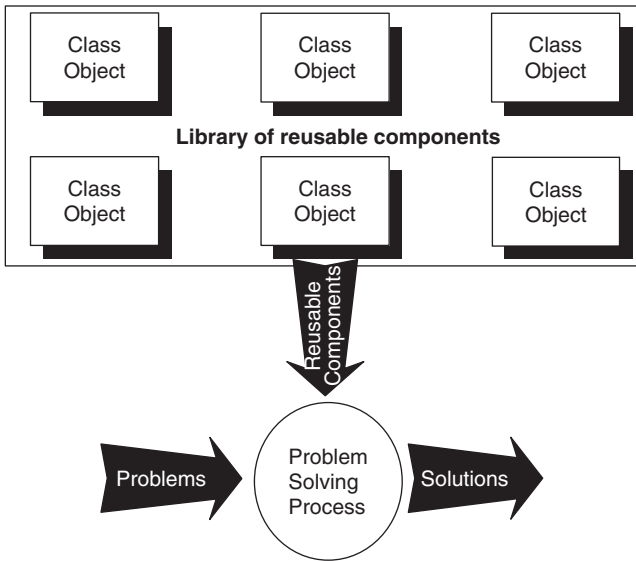 Class
Object
Class
Object
Class
Object
Library of reusable components
Class
Object
Class
Object
Class
Object
Reusable
Components
Problems
Problem
Solving
Process
Solutions